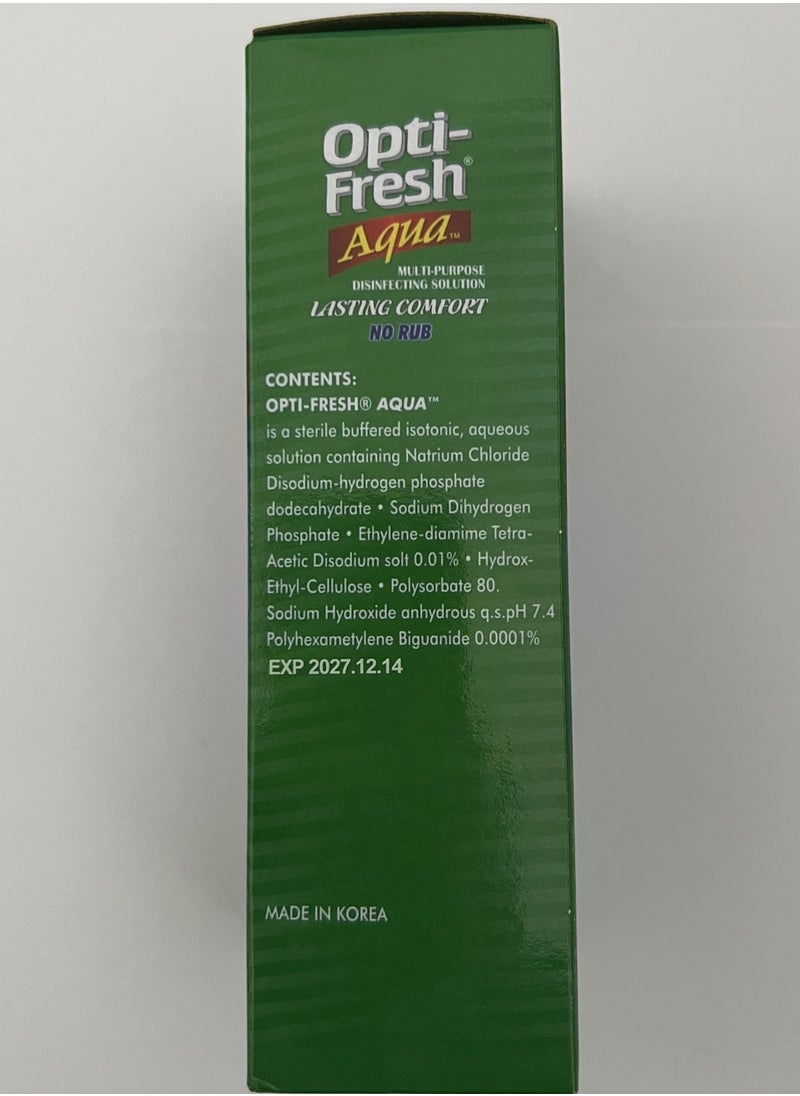 Opti-
Fresh®
Aqua™
MULTI-PURPOSE
DISINFECTING SOLUTION
LASTING COMFORT
NO RUB
CONTENTS:
OPTI-FRESH® AQUA™
is a sterile buffered isotonic, aqueous
solution containing Natrium Chloride
Disodium-hydrogen phosphate
dodecahydrate • Sodium Dihydrogen
Phosphate • Ethylene-diamime Tetra-
Acetic Disodium solt 0.01% • Hydrox-
Ethyl-Cellulose • Polysorbate 80.
Sodium Hydroxide anhydrous q.s.pH 7.4
Polyhexametylene Biguanide 0.0001%
EXP 2027.12.14
MADE IN KOREA